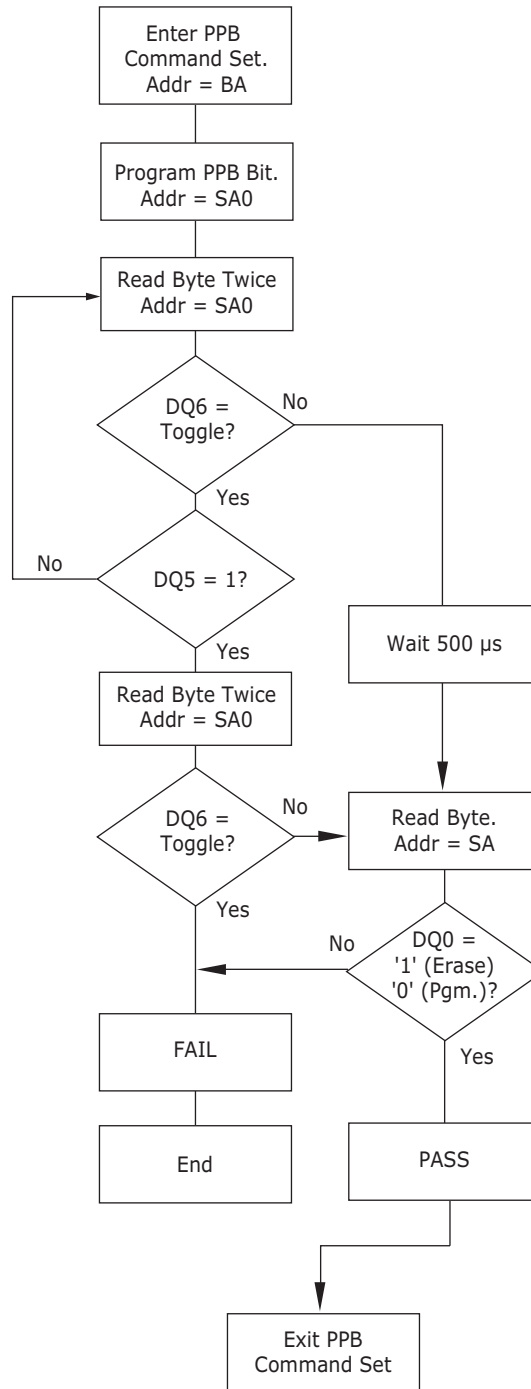 Enter PPB
Command Set.
Addr = BA
Program PPB Bit.
Addr = SA0
Read Byte Twice
Addr = SA0
DQ6 =
Toggle?
No
Yes
No
DQ5 = 1?
Yes
Wait 500 µs
Read Byte Twice
Addr = SA0
DQ6 =
Toggle?
No
Yes
Read Byte.
Addr = SA
No
DQ0 =
'1' (Erase)
'0' (Pgm.)?
Yes
FAIL
End
PASS
Exit PPB
Command Set